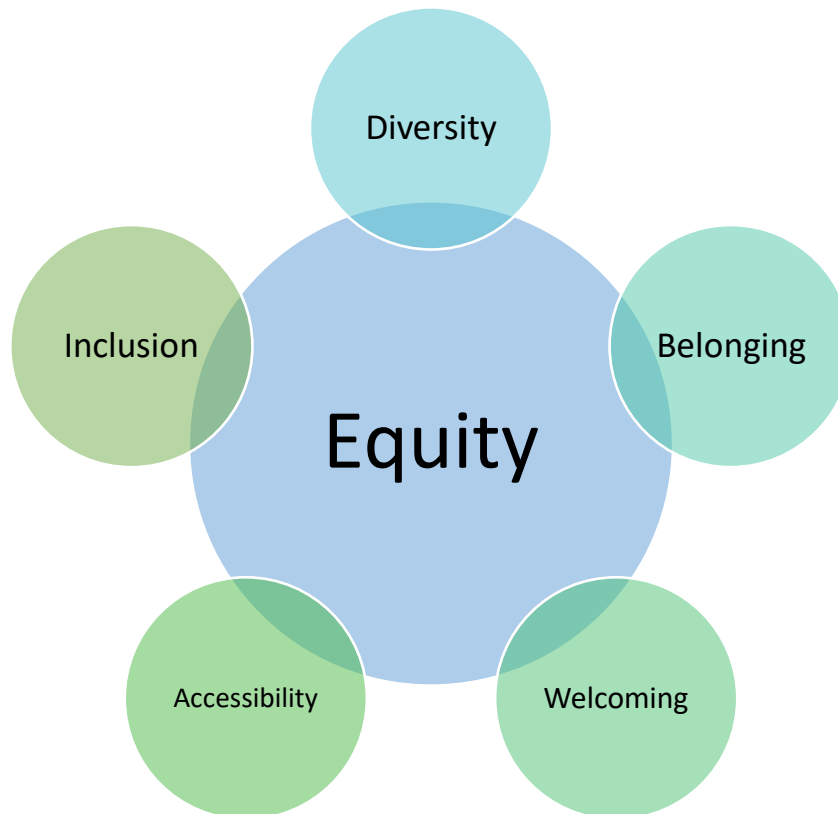 Diversity
Inclusion
Belonging
Equity
Accessibility
Welcoming